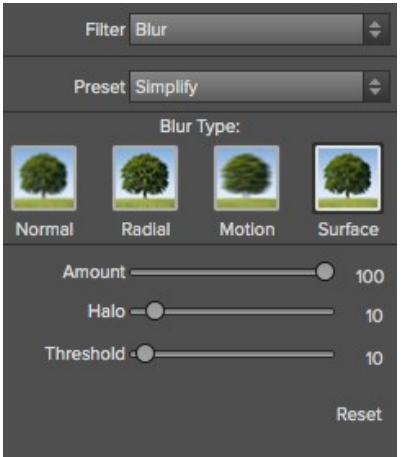 Filter Blur
Preset Simplify
Blur Type:
Normal Radial Motion Surface
Amount 100
Halo 10
Threshold 10
Reset